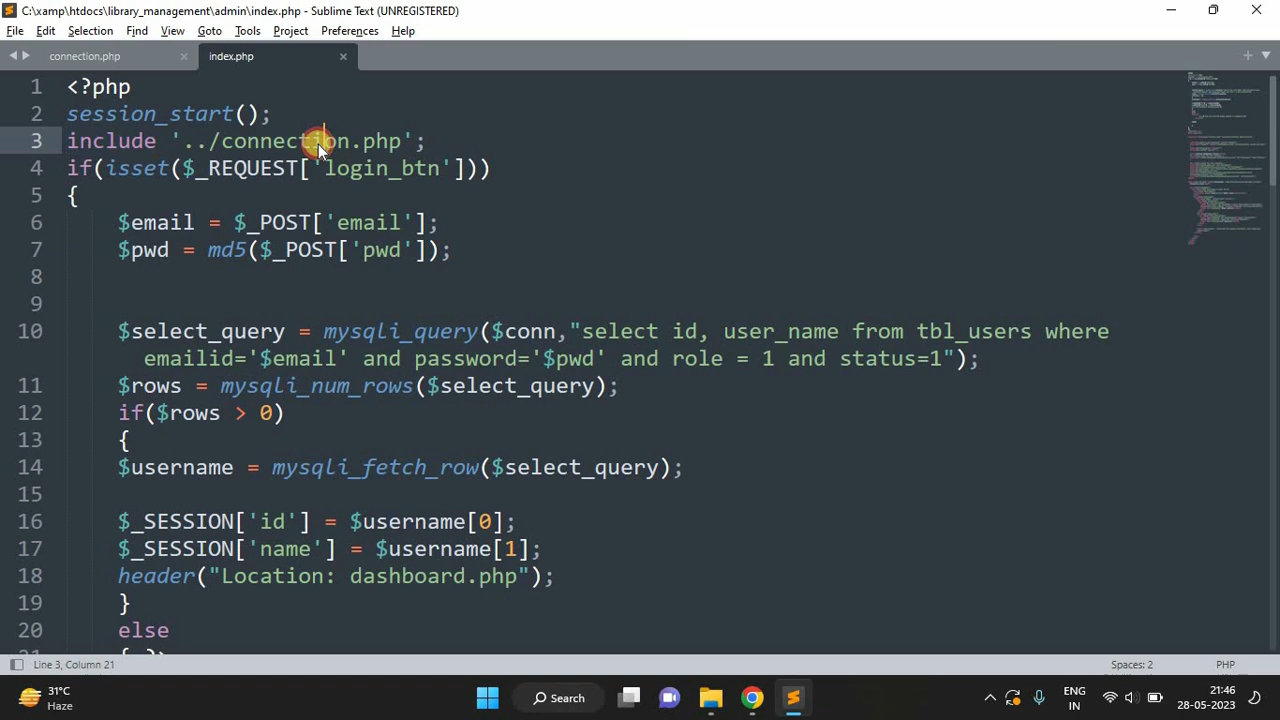 C:\xamp\htdocs\library_management\admin\index.php - Sublime Text (UNREGISTERED)
File Edit Selection Find View Goto Tools Project Preferences Help
connection.php index.php
1 <?php
2 session_start();
3 include '../connection.php';
4 if(isset($_REQUEST['login_btn']))
5 {
6 $email = $_POST['email'];
7 $pwd = md5($_POST['pwd']);
8
9
10 $select_query = mysqli_query($conn,"select id, user_name from tbl_users where
emailid='$email' and password='$pwd' and role = 1 and status=1");
11 $rows = mysqli_num_rows($select_query);
12 if($rows > 0)
13 {
14 $username = mysqli_fetch_row($select_query);
15
16 $_SESSION['id'] = $username[0];
17 $_SESSION['name'] = $username[1];
18 header("Location: dashboard.php");
19 }
20 else
Line 3, Column 21 Spaces: 2 PHP
31°C
Haze
Search
ENG
IN
21:46
28-05-2023